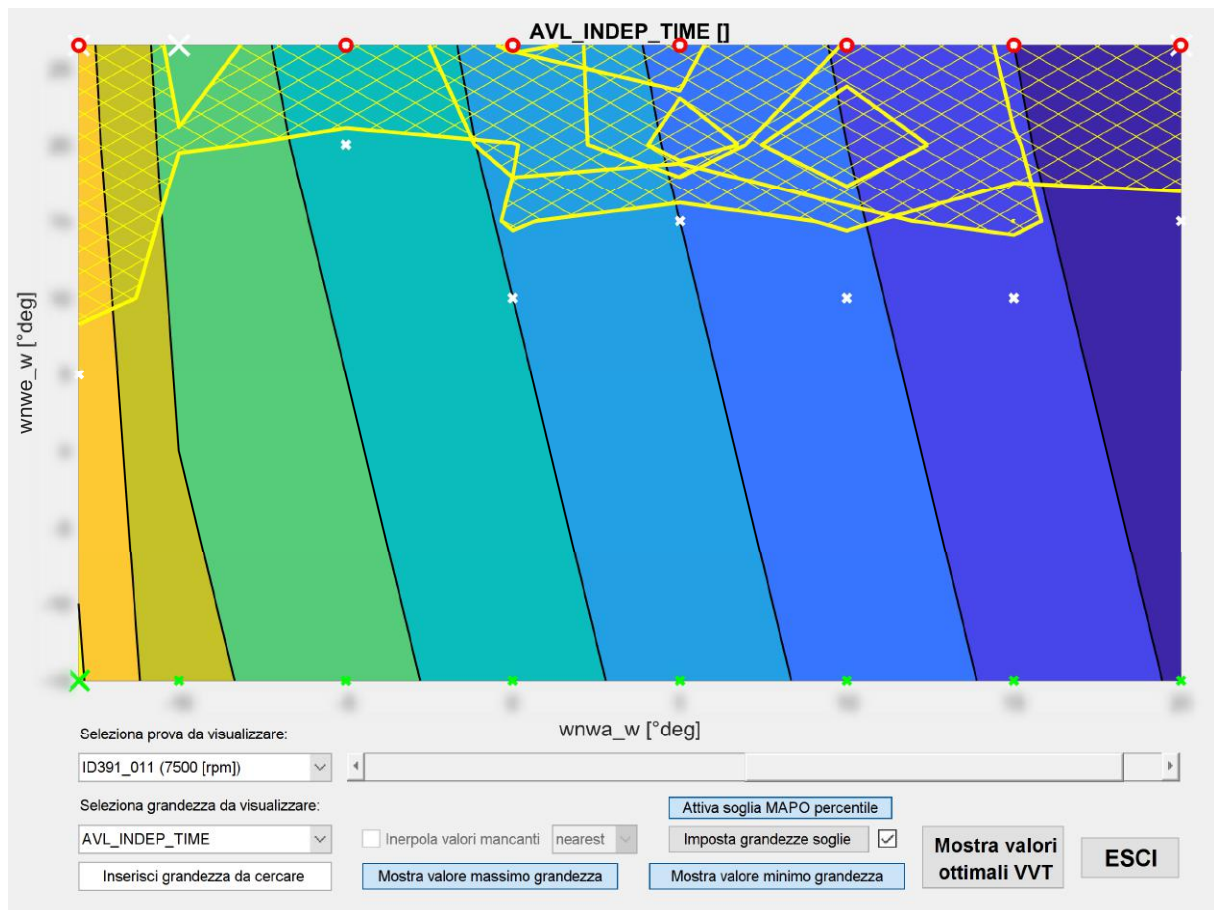 AVL_INDEP_TIME []
wnwe_w [°deg]
wnwa_w [°deg]
Seleziona prova da visualizzare:
ID391_011 (7500 [rpm])
Seleziona grandezza da visualizzare:
Attiva soglia MAPO percentile
AVL_INDEP_TIME
Inerpola valori mancanti
nearest
Imposta grandezze soglie
Mostra valori
ottimali VVT
ESCI
Inserisci grandezza da cercare
Mostra valore massimo grandezza
Mostra valore minimo grandezza